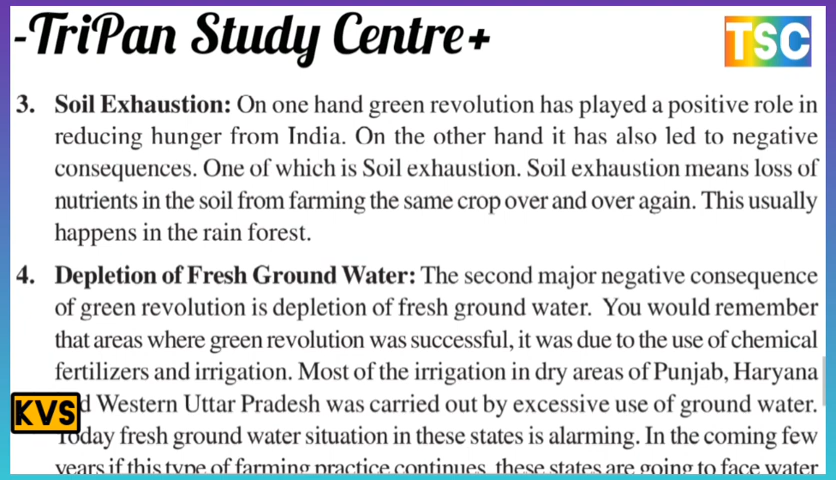 -TriPan Study Centre+
TSC
3. Soil Exhaustion: On one hand green revolution has played a positive role in
reducing hunger from India. On the other hand it has also led to negative
consequences. One of which is Soil exhaustion. Soil exhaustion means loss of
nutrients in the soil from farming the same crop over and over again. This usually
happens in the rain forest.
4. Depletion of Fresh Ground Water: The second major negative consequence
of green revolution is depletion of fresh ground water. You would remember
that areas where green revolution was successful, it was due to the use of chemical
fertilizers and irrigation. Most of the irrigation in dry areas of Punjab, Haryana
KVS
d Western Uttar Pradesh was carried out by excessive use of ground water.
Today fresh ground water situation in these states is alarming. In the coming few
years if this type of farming practice continues, these states are going to face water